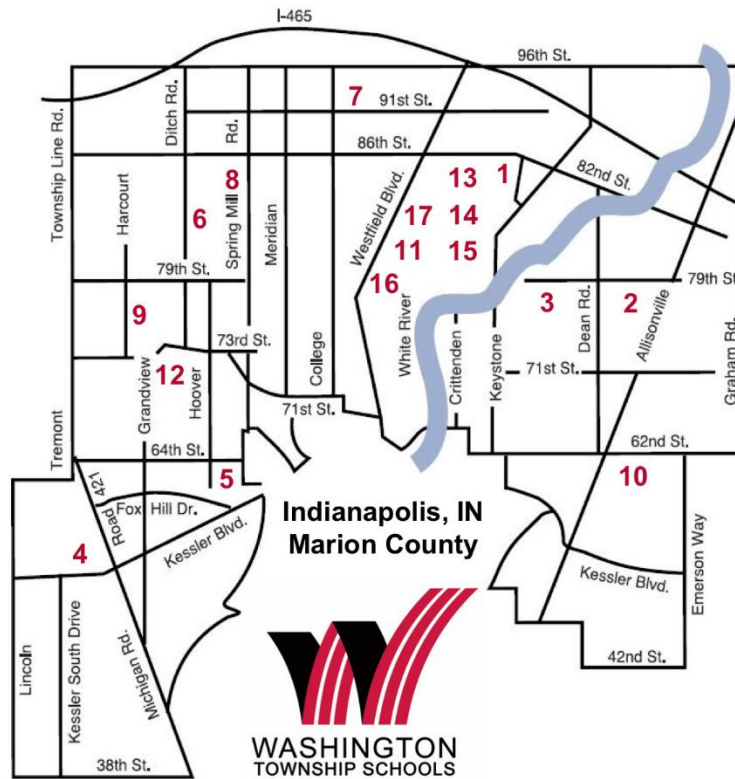 I-465
96th St.
Township Line Rd.
Ditch Rd.
7
91st St.
Rd.
86th St.
Harcourt
8
Spring Mill
Meridian
Westfield Blvd.
13
1
82nd St.
6
17
14
11
15
79th St.
16
79th St.
9
3
Dean Rd.
2
Allisonville
73rd St.
12
Grandview
Hoover
College
White River
Crittenden
Keystone
71st St.
Graham Rd.
71st St.
Tremont
64th St.
62nd St.
5
10
Road 421
Fox Hill Dr.
Indianapolis, IN
Marion County
4
Kessler Blvd.
Kessler Blvd.
Emerson Way
Lincoln
Kessler South Drive
Michigan Rd.
42nd St.
38th St.
WASHINGTON
TOWNSHIP SCHOOLS